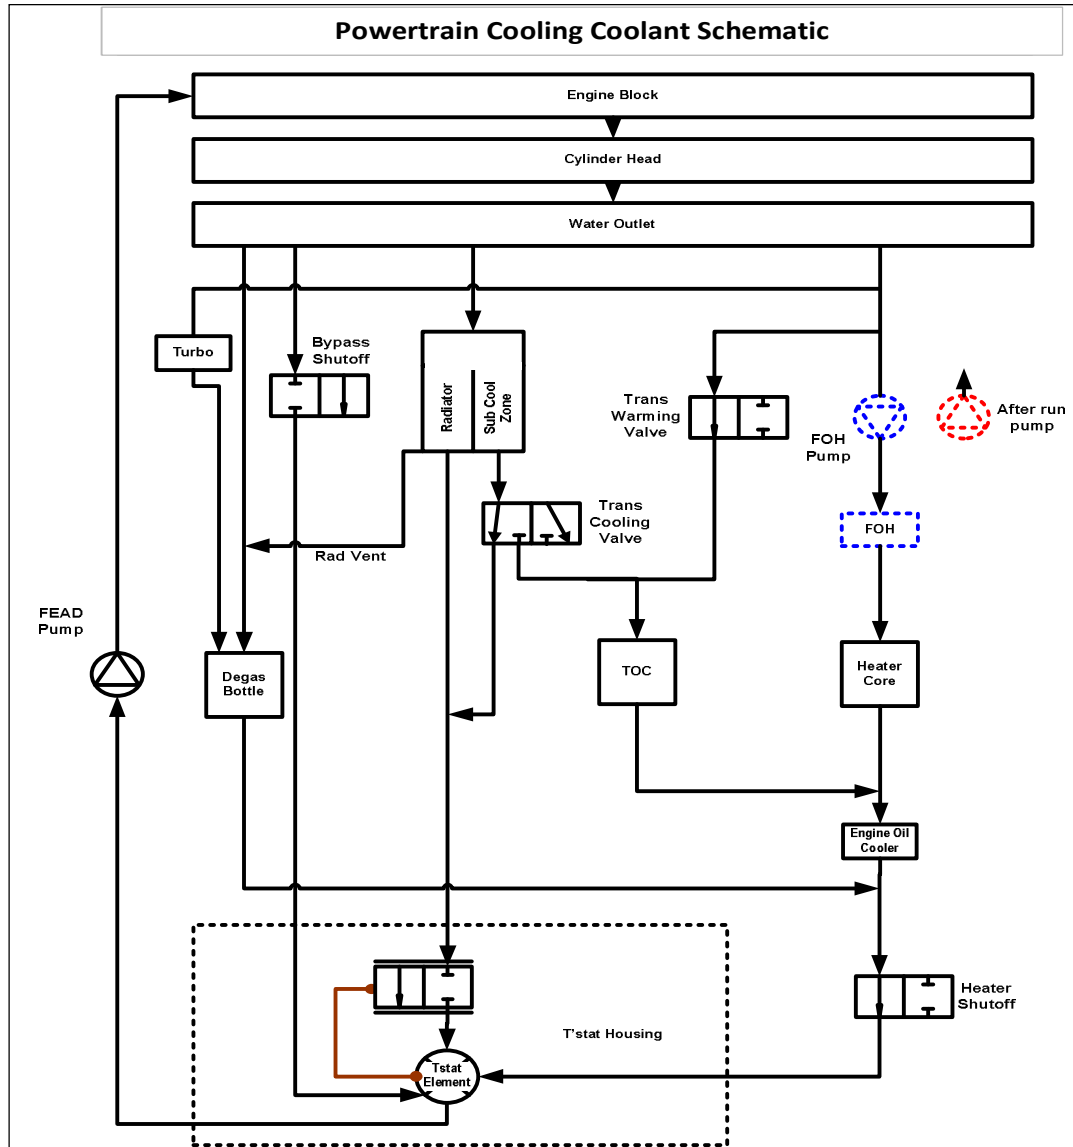 Powertrain Cooling Coolant Schematic
Engine Block
Cylinder Head
Water Outlet
Turbo
Bypass
Shutoff
Radiator
Sub Cool
Zone
Trans
Warming
Valve
FOH
Pump
After run
pump
Trans
Cooling
Valve
FOH
Rad Vent
FEAD
Pump
Degas
Bottle
TOC
Heater
Core
Engine Oil
Cooler
Heater
Shutoff
T'stat Housing
Tstat
Element